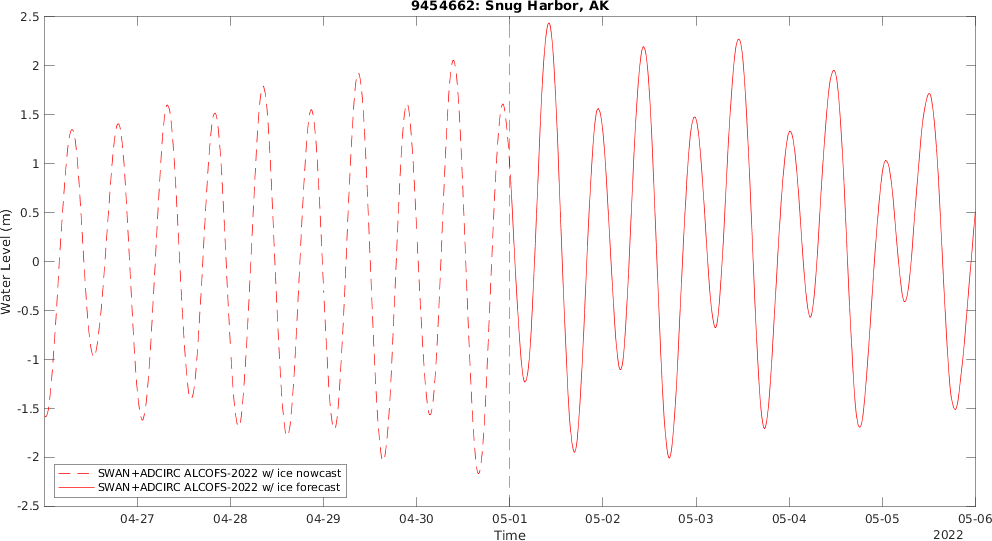 9454662: Snug Harbor, AK
2.5
2
1.5
1
0.5
0
-0.5
-1
-1.5
-2
-2.5
Water Level (m)
SWAN+ADCIRC ALCOFS-2022 w/ ice nowcast
SWAN+ADCIRC ALCOFS-2022 w/ ice forecast
04-27 04-28 04-29 04-30 05-01 05-02 05-03 05-04 05-05 05-06
Time
2022